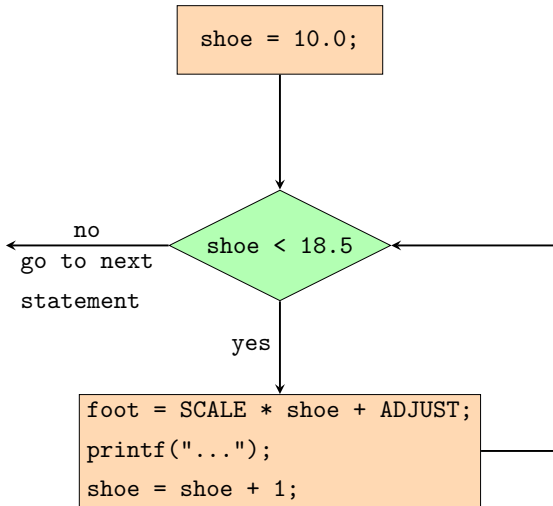 shoe = 10.0;
shoe < 18.5
no
go to next
statement
yes
foot = SCALE * shoe + ADJUST;
printf("...");
shoe = shoe + 1;